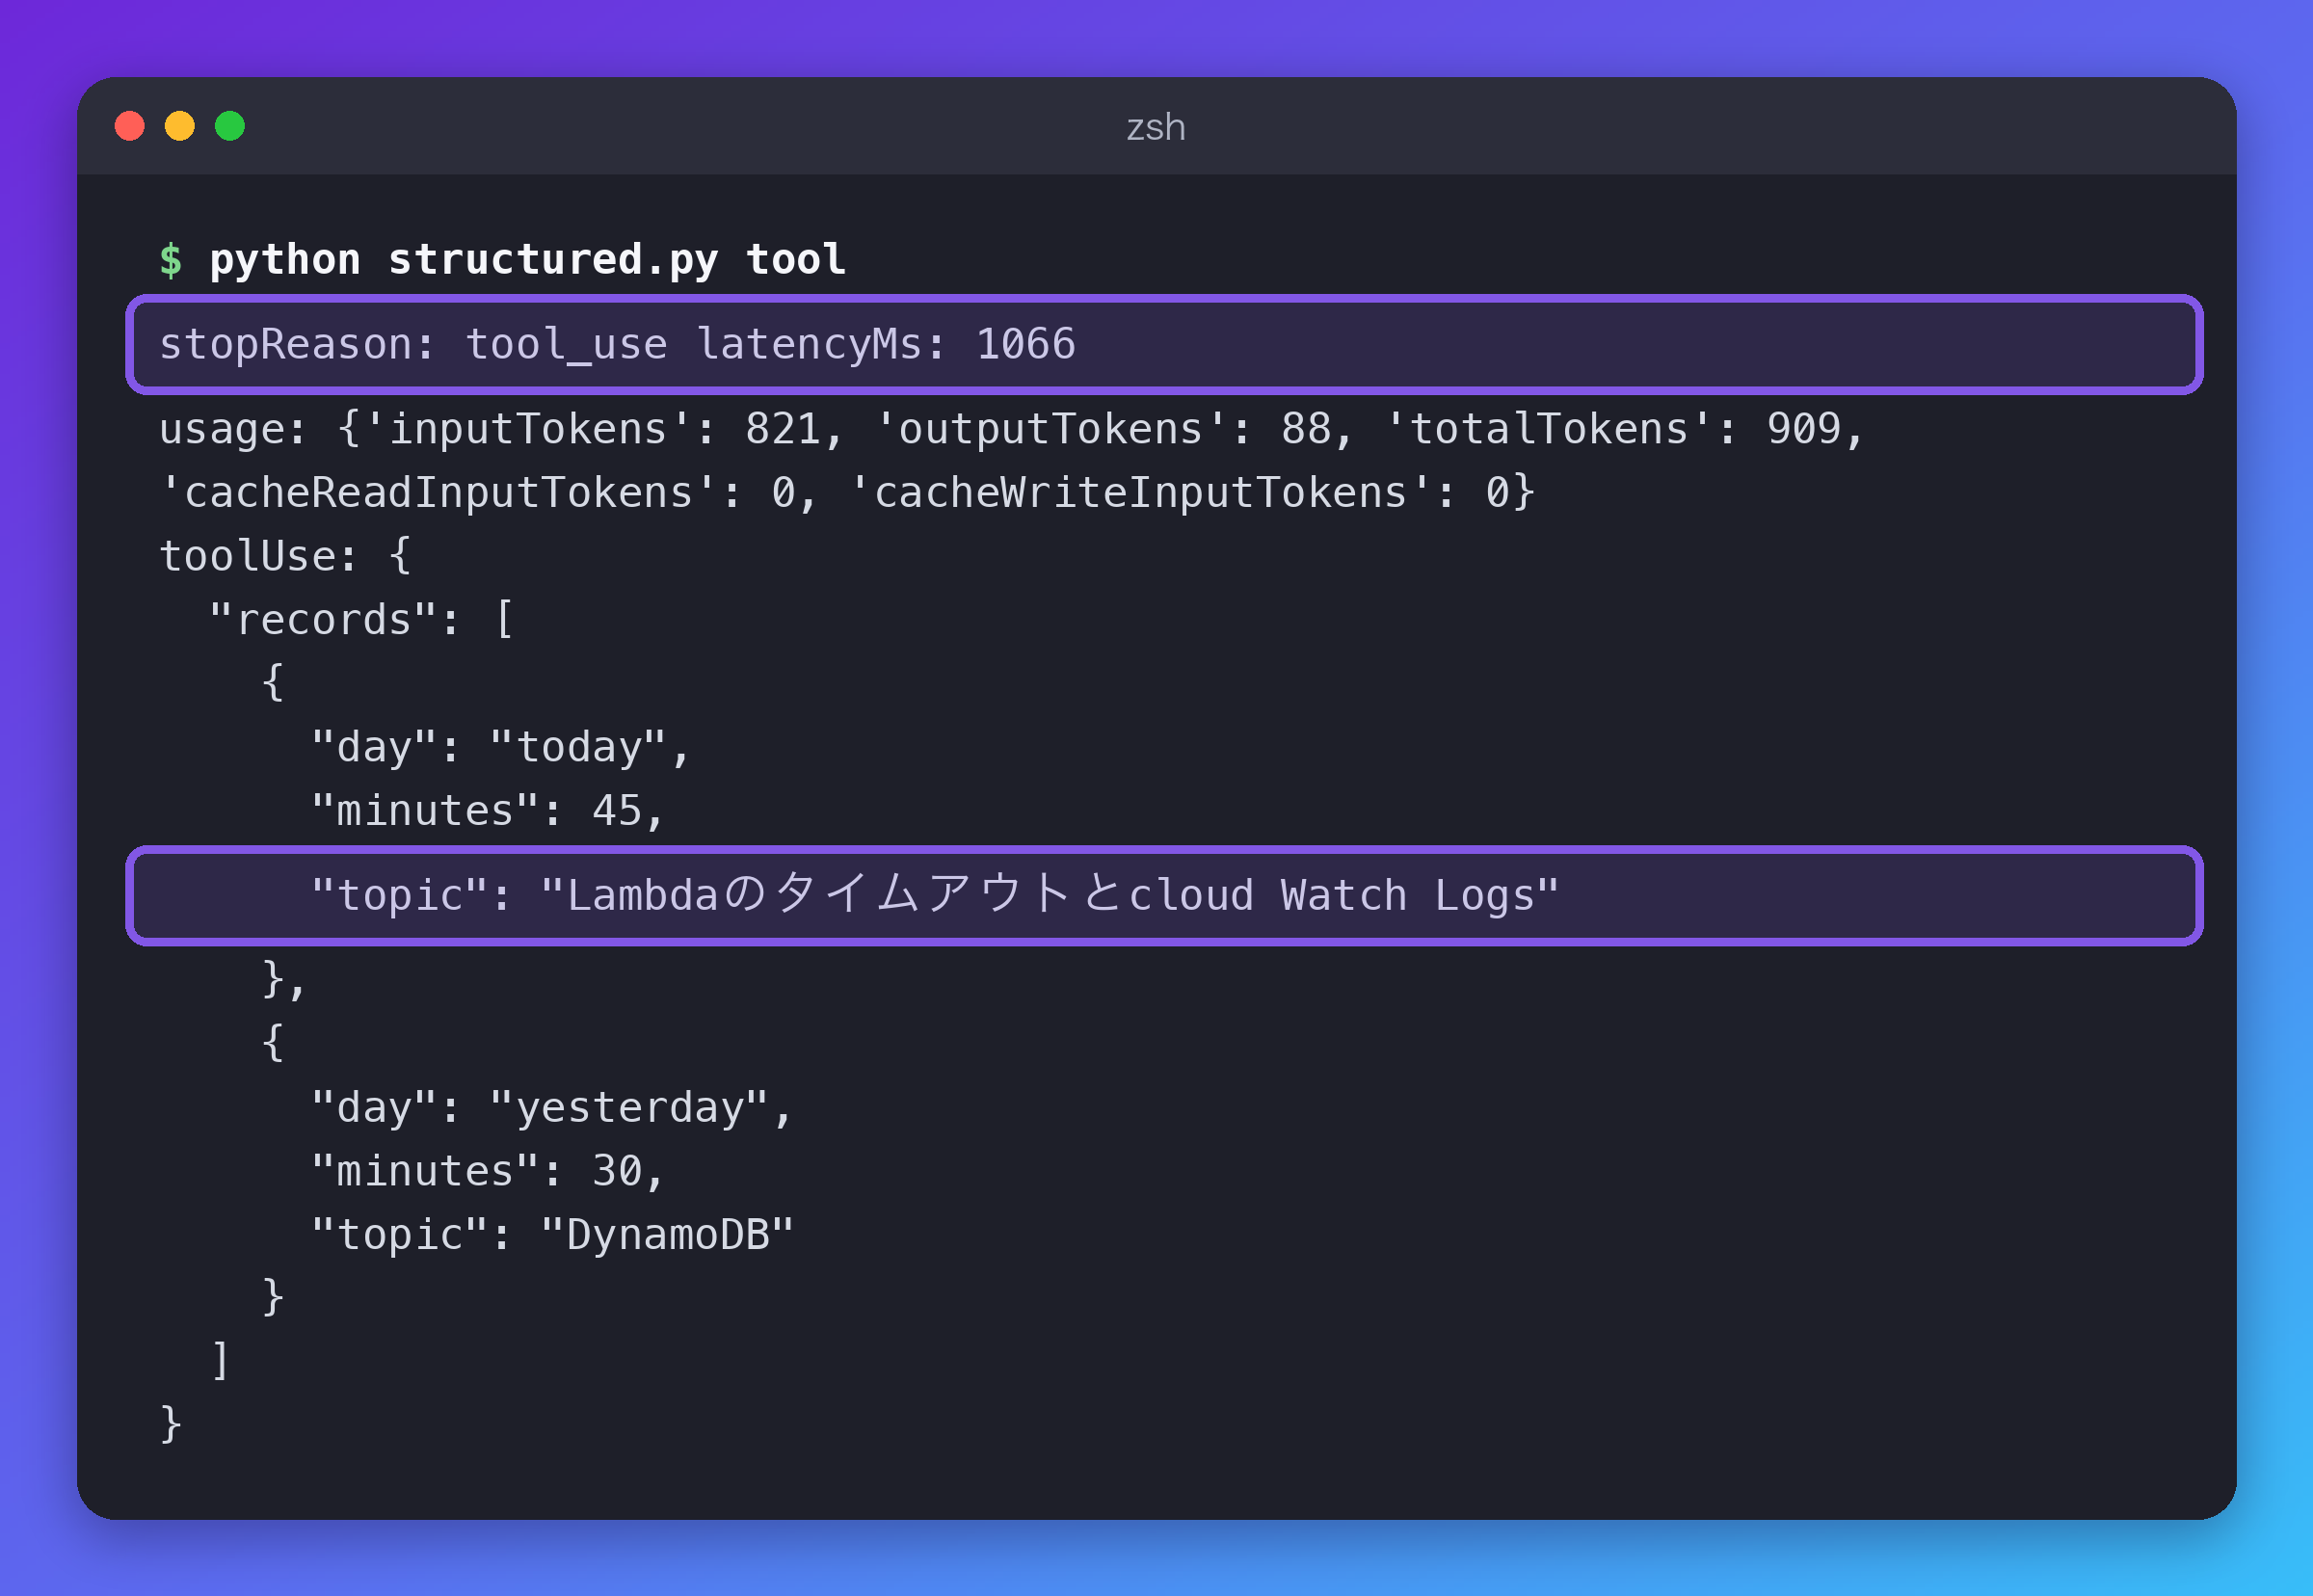 zsh
$ python structured.py tool
stopReason: tool_use latencyMs: 1066
usage: {'inputTokens': 821, 'outputTokens': 88, 'totalTokens': 909,
'cacheReadInputTokens': 0, 'cacheWriteInputTokens': 0}
toolUse: {
  "records": [
    {
      "day": "today",
      "minutes": 45,
      "topic": "Lambdaのタイムアウトとcloud Watch Logs"
    },
    {
      "day": "yesterday",
      "minutes": 30,
      "topic": "DynamoDB"
    }
  ]
}